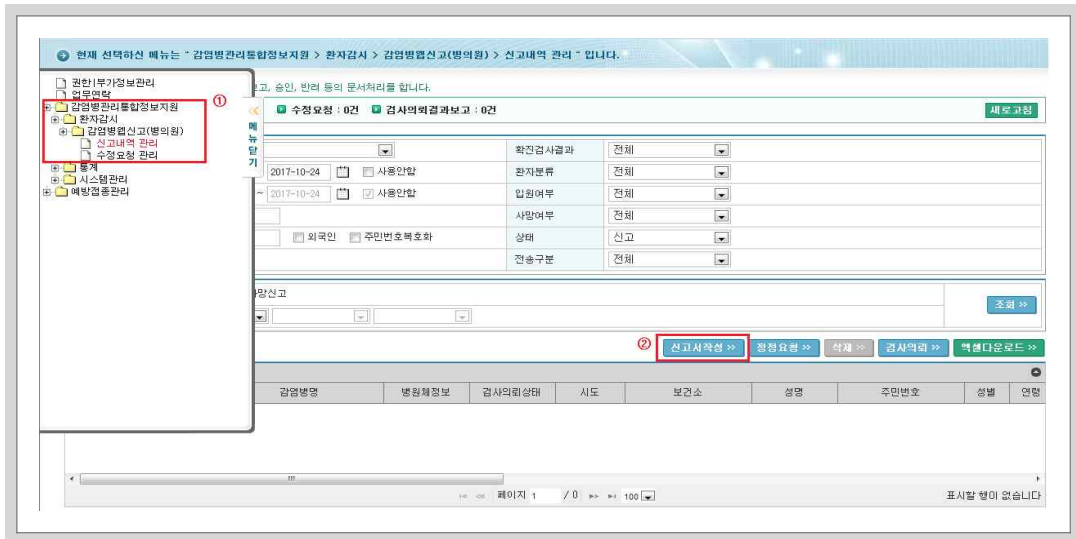 현재 선택하신 메뉴는 " 감염병관리통합정보지원 > 환자감시 > 감염병웹신고(병의원) > 신고내역 관리 " 입니다.
권한|부가정보관리
업무연락
감염병관리통합정보지원
환자감시
감염병웹신고(병의원)
신고내역 관리
수정요청 관리
통계
시스템관리
예방접종관리
①
메뉴닫기
고, 승인, 반려 등의 문서처리를 합니다.
수정요청 : 0건 검사의뢰결과보고 : 0건 새로고침
확진검사결과 전체
2017-10-24 사용안함 환자분류 전체
~ 2017-10-24 사용안함 입원여부 전체
사망여부 전체
외국인 주민번호복호화 상태 신고
전송구분 전체
망신고
조회 >>
② 신고서작성 >> 정정요청 >> 삭제 >> 검사의뢰 >> 엑셀다운로드 >>
감염병명 병원체정보 검사의뢰상태 시도 보건소 성명 주민번호 성별 연령
페이지 1 / 0 100 표시할 행이 없습니다